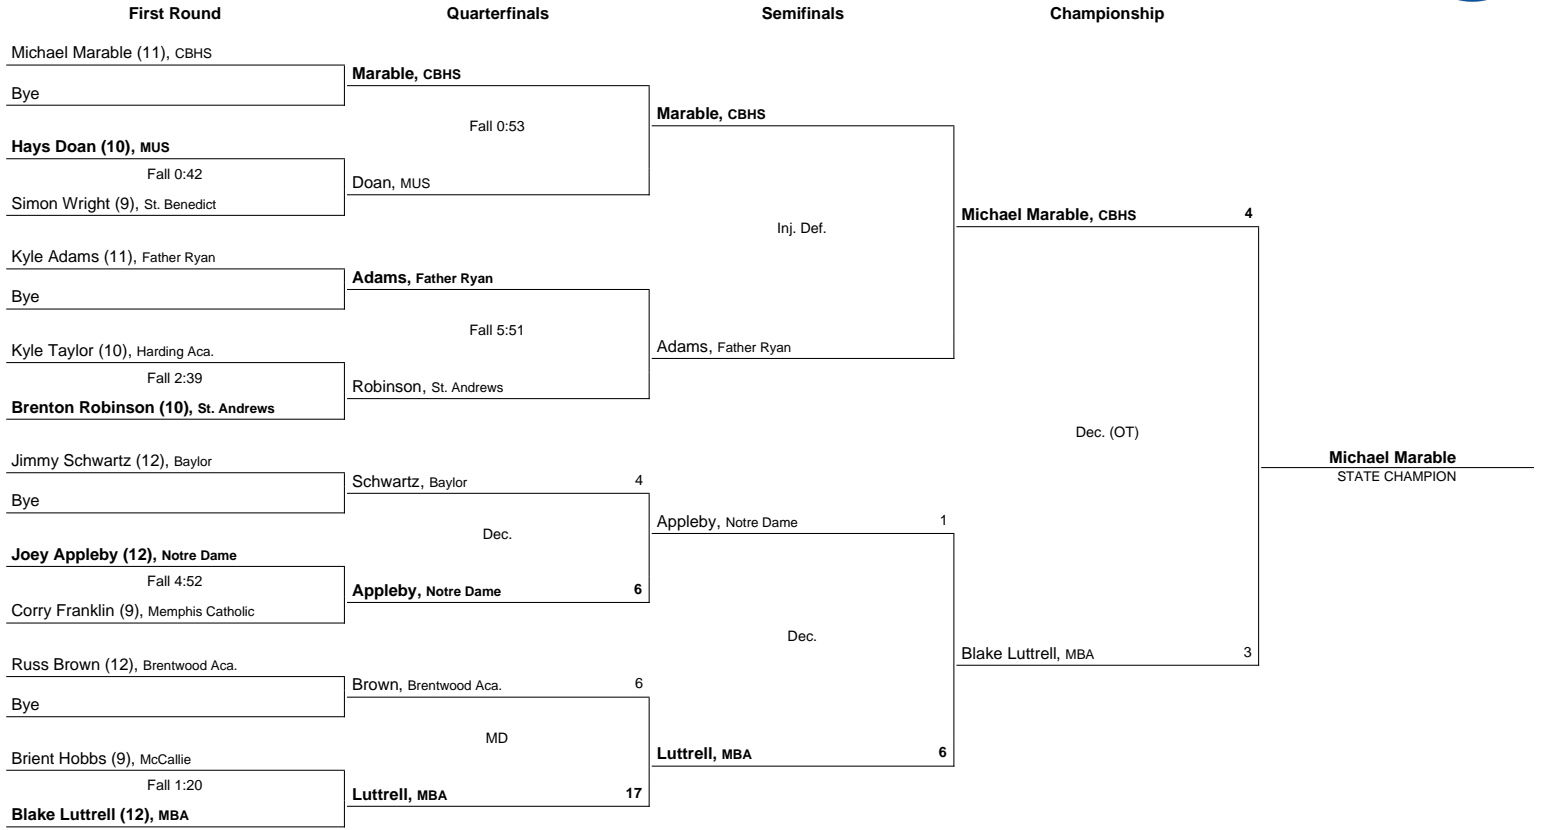 First Round
Quarterfinals
Semifinals
Championship
Michael Marable (11), CBHS
Bye
Hays Doan (10), MUS
Fall 0:42
Simon Wright (9), St. Benedict
Kyle Adams (11), Father Ryan
Bye
Kyle Taylor (10), Harding Aca.
Fall 2:39
Brenton Robinson (10), St. Andrews
Jimmy Schwartz (12), Baylor
Bye
Joey Appleby (12), Notre Dame
Fall 4:52
Corry Franklin (9), Memphis Catholic
Russ Brown (12), Brentwood Aca.
Bye
Brient Hobbs (9), McCallie
Fall 1:20
Blake Luttrell (12), MBA
Marable, CBHS
Fall 0:53
Doan, MUS
Adams, Father Ryan
Fall 5:51
Robinson, St. Andrews
Schwartz, Baylor 4
Dec.
Appleby, Notre Dame 6
Brown, Brentwood Aca. 6
MD
Luttrell, MBA 17
Marable, CBHS
Inj. Def.
Adams, Father Ryan
Appleby, Notre Dame 1
Dec.
Luttrell, MBA 6
Michael Marable, CBHS 4
Dec. (OT)
Blake Luttrell, MBA 3
Michael Marable
STATE CHAMPION